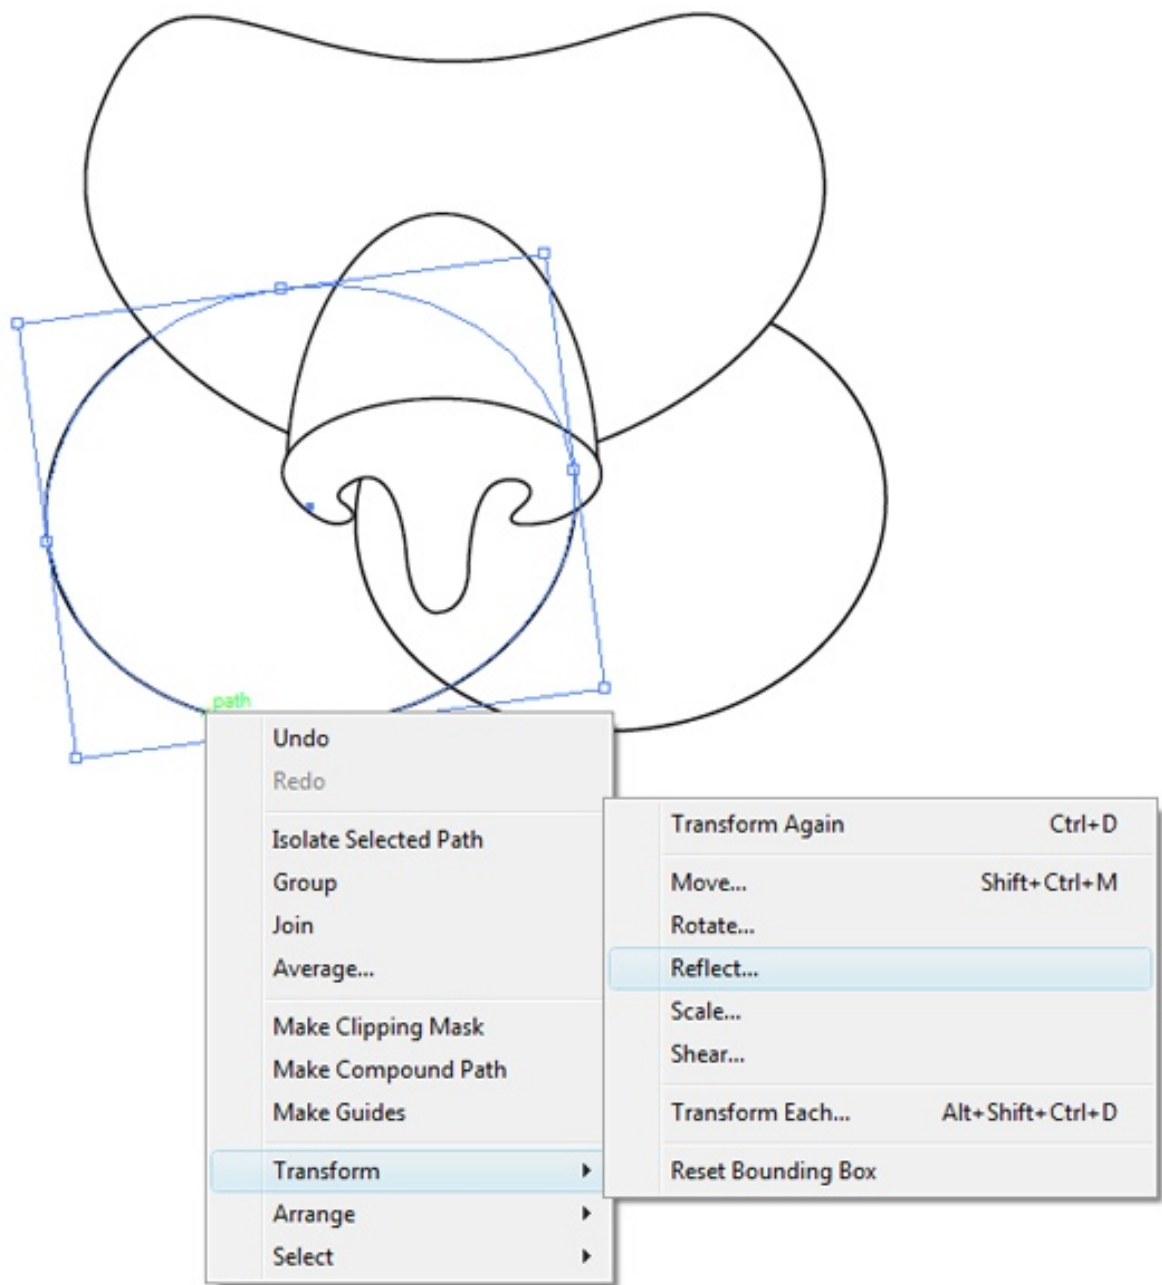 path
Undo
Redo
Isolate Selected Path
Group
Join
Average...
Make Clipping Mask
Make Compound Path
Make Guides
Transform
Arrange
Select
Transform Again Ctrl+D
Move... Shift+Ctrl+M
Rotate...
Reflect...
Scale...
Shear...
Transform Each... Alt+Shift+Ctrl+D
Reset Bounding Box